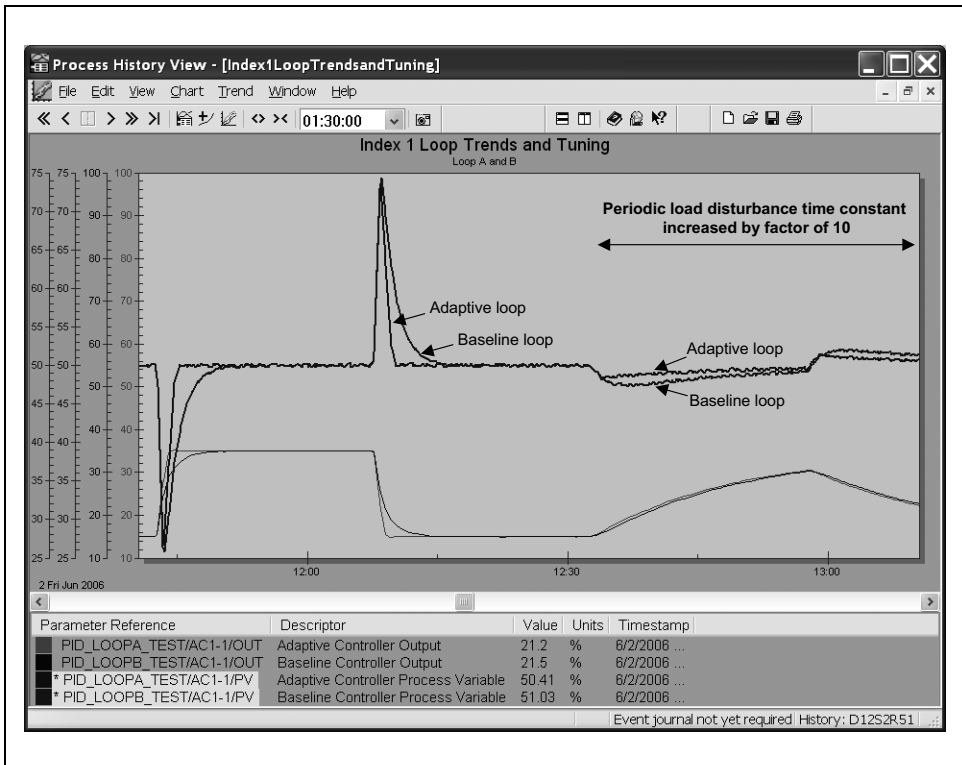 Process History View - [Index1LoopTrendsandTuning]
File Edit View Chart Trend Window Help
01:30:00
Index 1 Loop Trends and Tuning
Loop A and B
75 75 100 100
70 70 90 90
65 65 80 80
60 60 70 70
55 55 60 60
50 50 50 50
45 45 40 40
40 40 30 30
35 35 20 20
30 30 10 10
25 25
Periodic load disturbance time constant
increased by factor of 10
Adaptive loop
Baseline loop
Adaptive loop
Baseline loop
12:00 12:30 13:00
2 Fri Jun 2006
Parameter Reference Descriptor Value Units Timestamp
PID_LOOPA_TEST/AC1-1/OUT Adaptive Controller Output 21.2 % 6/2/2006 ...
PID_LOOPB_TEST/AC1-1/OUT Baseline Controller Output 21.5 % 6/2/2006 ...
* PID_LOOPA_TEST/AC1-1/PV Adaptive Controller Process Variable 50.41 % 6/2/2006 ...
* PID_LOOPB_TEST/AC1-1/PV Baseline Controller Process Variable 51.03 % 6/2/2006 ...
Event journal not yet required History: D12S2R51